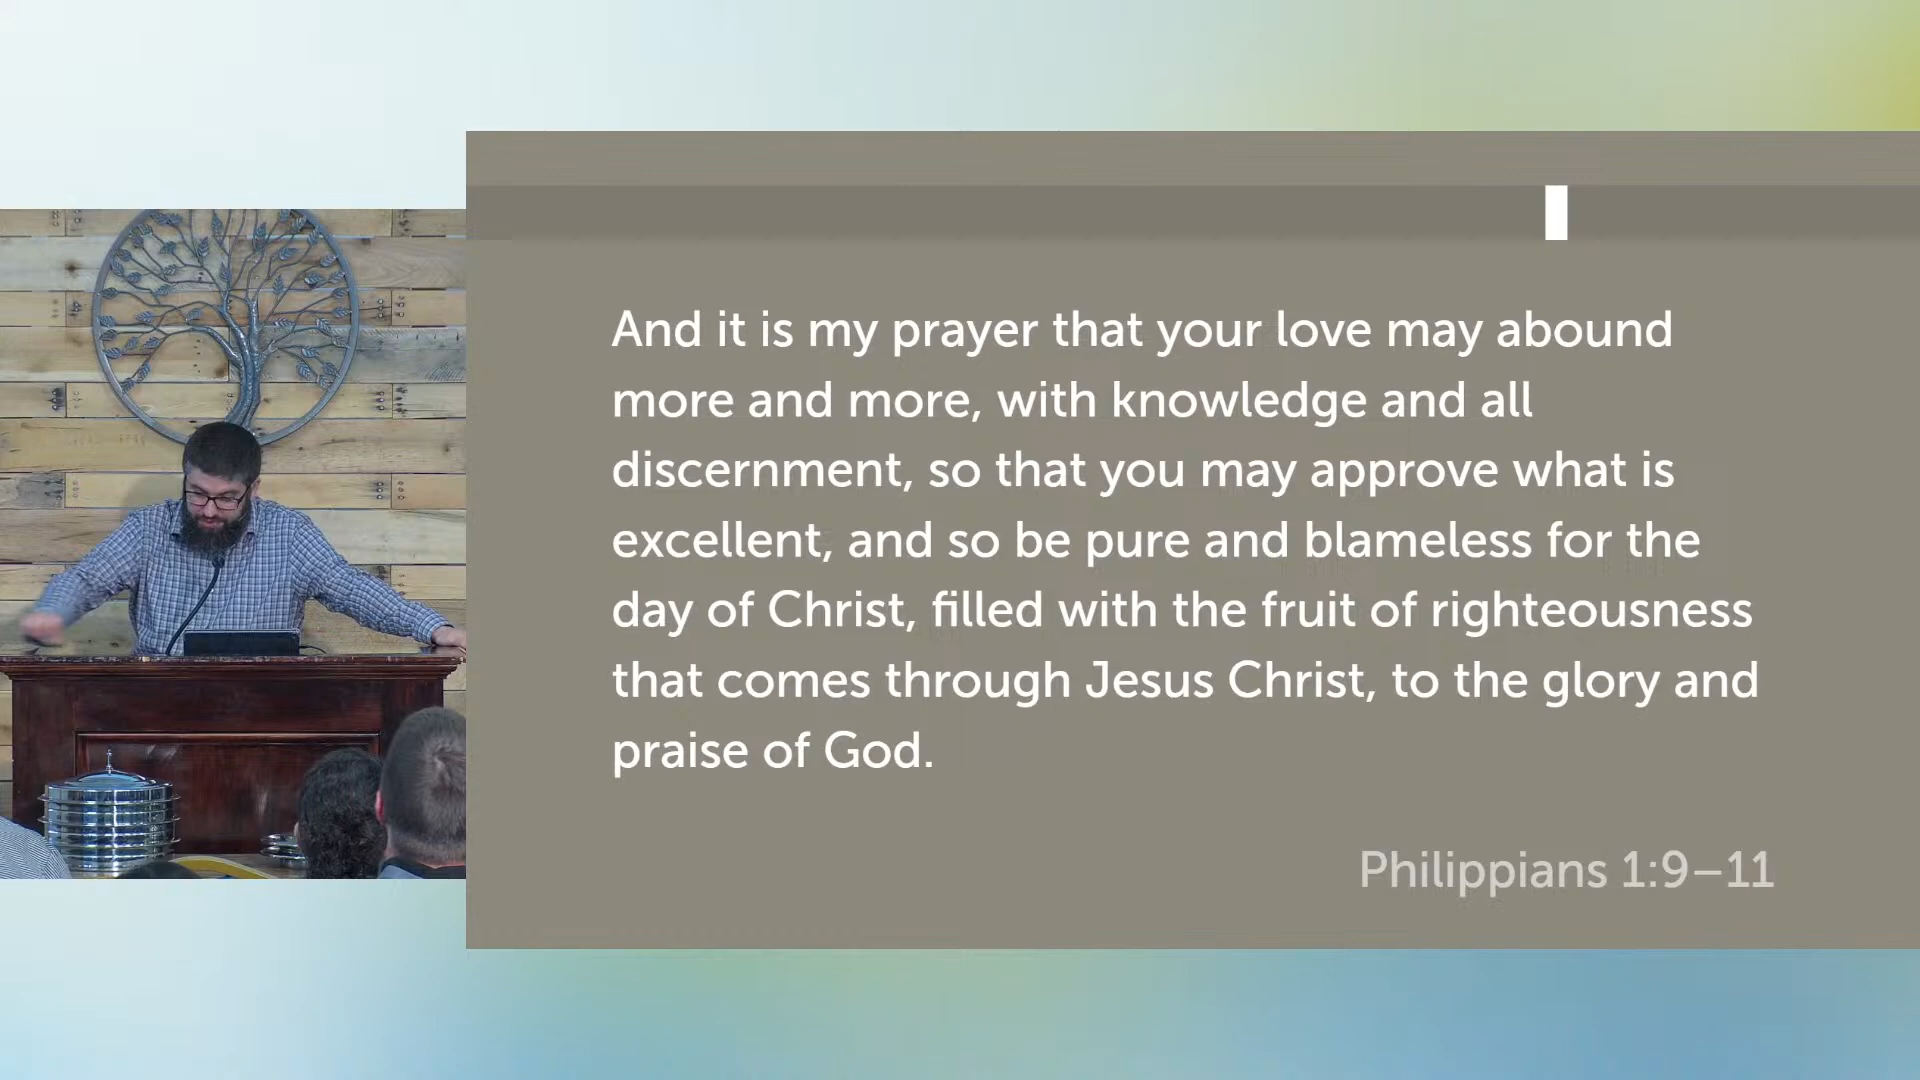 And it is my prayer that your love may abound
more and more, with knowledge and all
discernment, so that you may approve what is
excellent, and so be pure and blameless for the
day of Christ, filled with the fruit of righteousness
that comes through Jesus Christ, to the glory and
praise of God.
Philippians 1:9–11